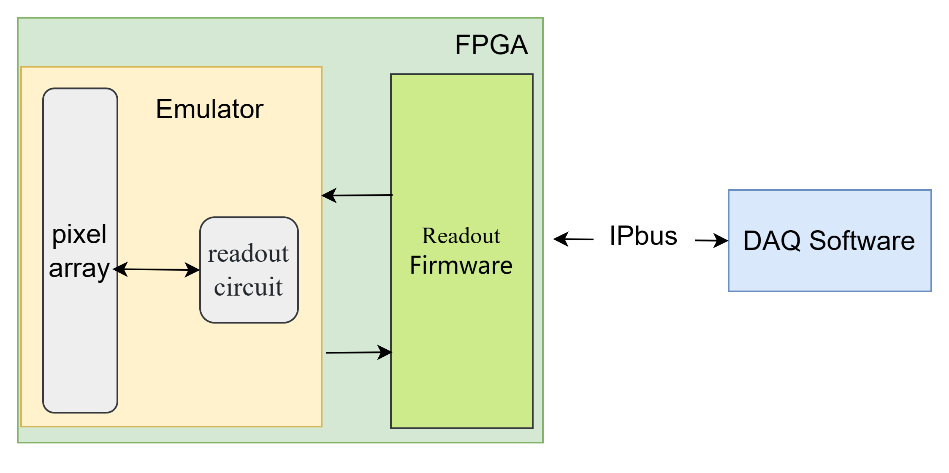 FPGA
Emulator
pixel
array
readout
circuit
Readout
Firmware
IPbus
DAQ Software